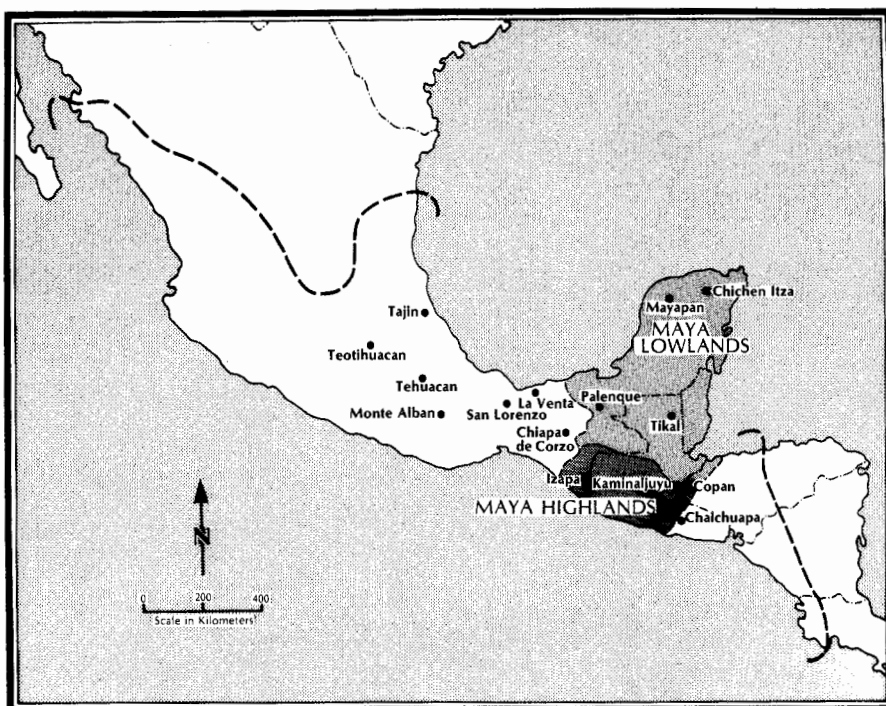 Tajin
Teotihuacan
Tehuacan
Monte Alban
San Lorenzo
La Venta
Chiapa
de Corzo
Chichen Itza
Mayapan
MAYA
LOWLANDS
Palenque
Tikal
Izapa
Kaminaljuyu
Copan
MAYA HIGHLANDS
Chalchuapa
N
0 200 400
Scale in Kilometers